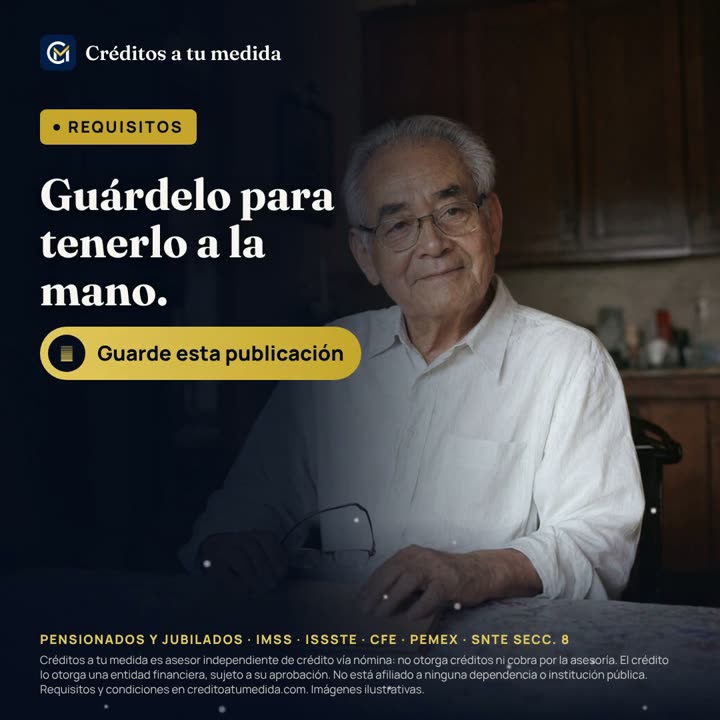 CM Créditos a tu medida
• REQUISITOS
Guárdelo para
tenerlo a la
mano.
Guarde esta publicación
PENSIONADOS Y JUBILADOS · IMSS · ISSSTE · CFE · PEMEX · SNTE SECC. 8
Créditos a tu medida es asesor independiente de crédito vía nómina: no otorga créditos ni cobra por la asesoría. El crédito
lo otorga una entidad financiera, sujeto a su aprobación. No está afiliado a ninguna dependencia o institución pública.
Requisitos y condiciones en creditoatumedida.com. Imágenes ilustrativas.